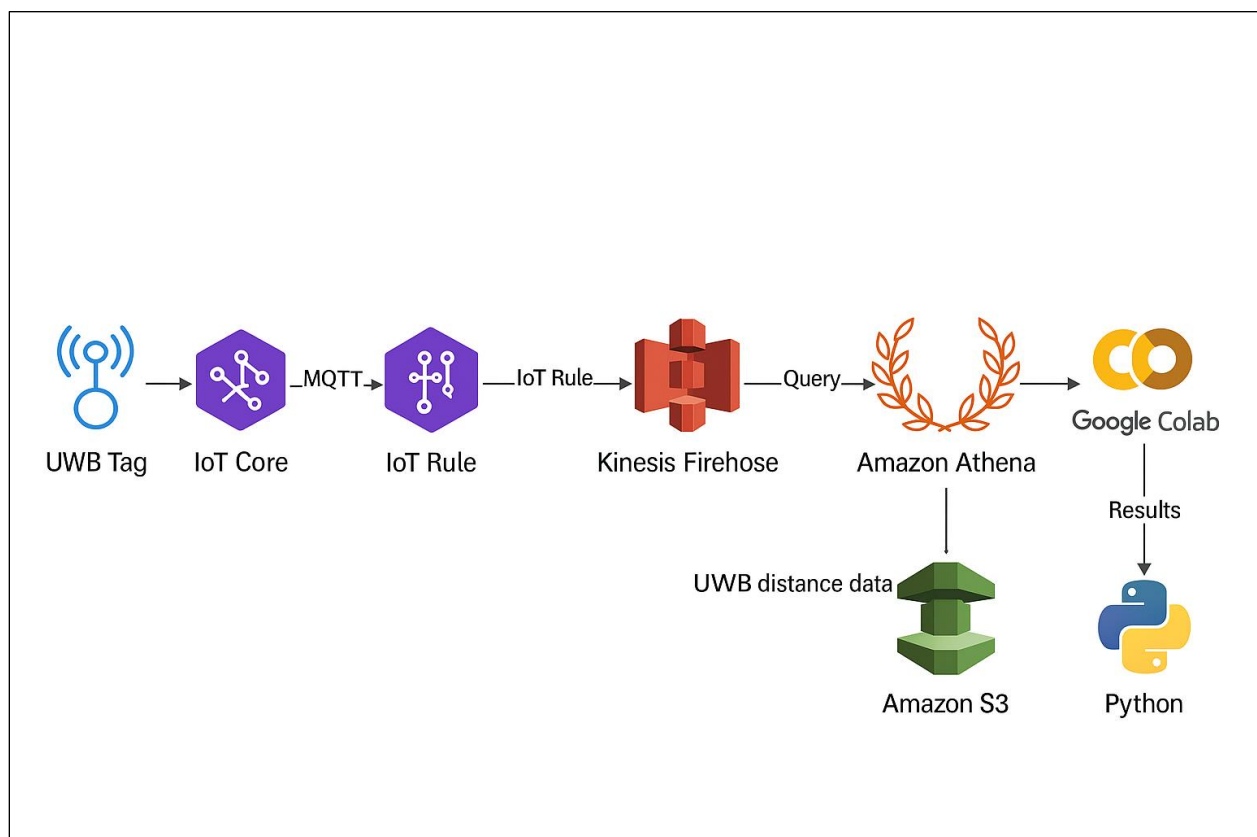 MQTT
IoT Rule
Query
UWB Tag
IoT Core
IoT Rule
Kinesis Firehose
Amazon Athena
Google Colab
Results
UWB distance data
Amazon S3
Python